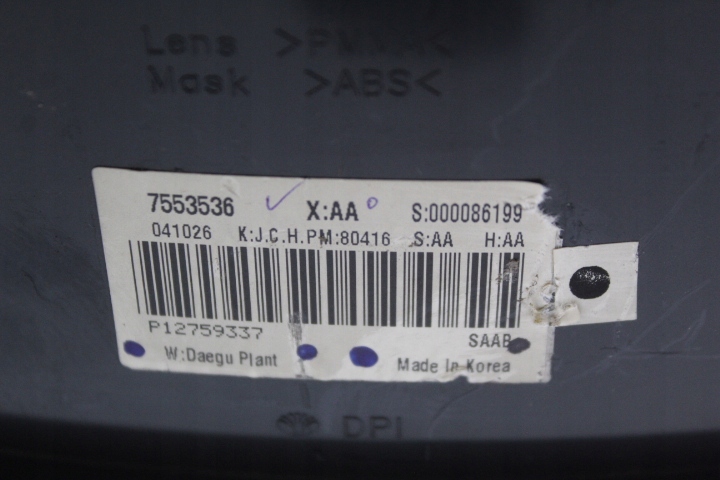 Lens >PMMA<
Mask >ABS<
7553536 X:AA S:000086199
041026 K:J.C.H.PM:80416 S:AA H:AA
P12759337 SAAB
W:Daegu Plant Made In Korea
DPI